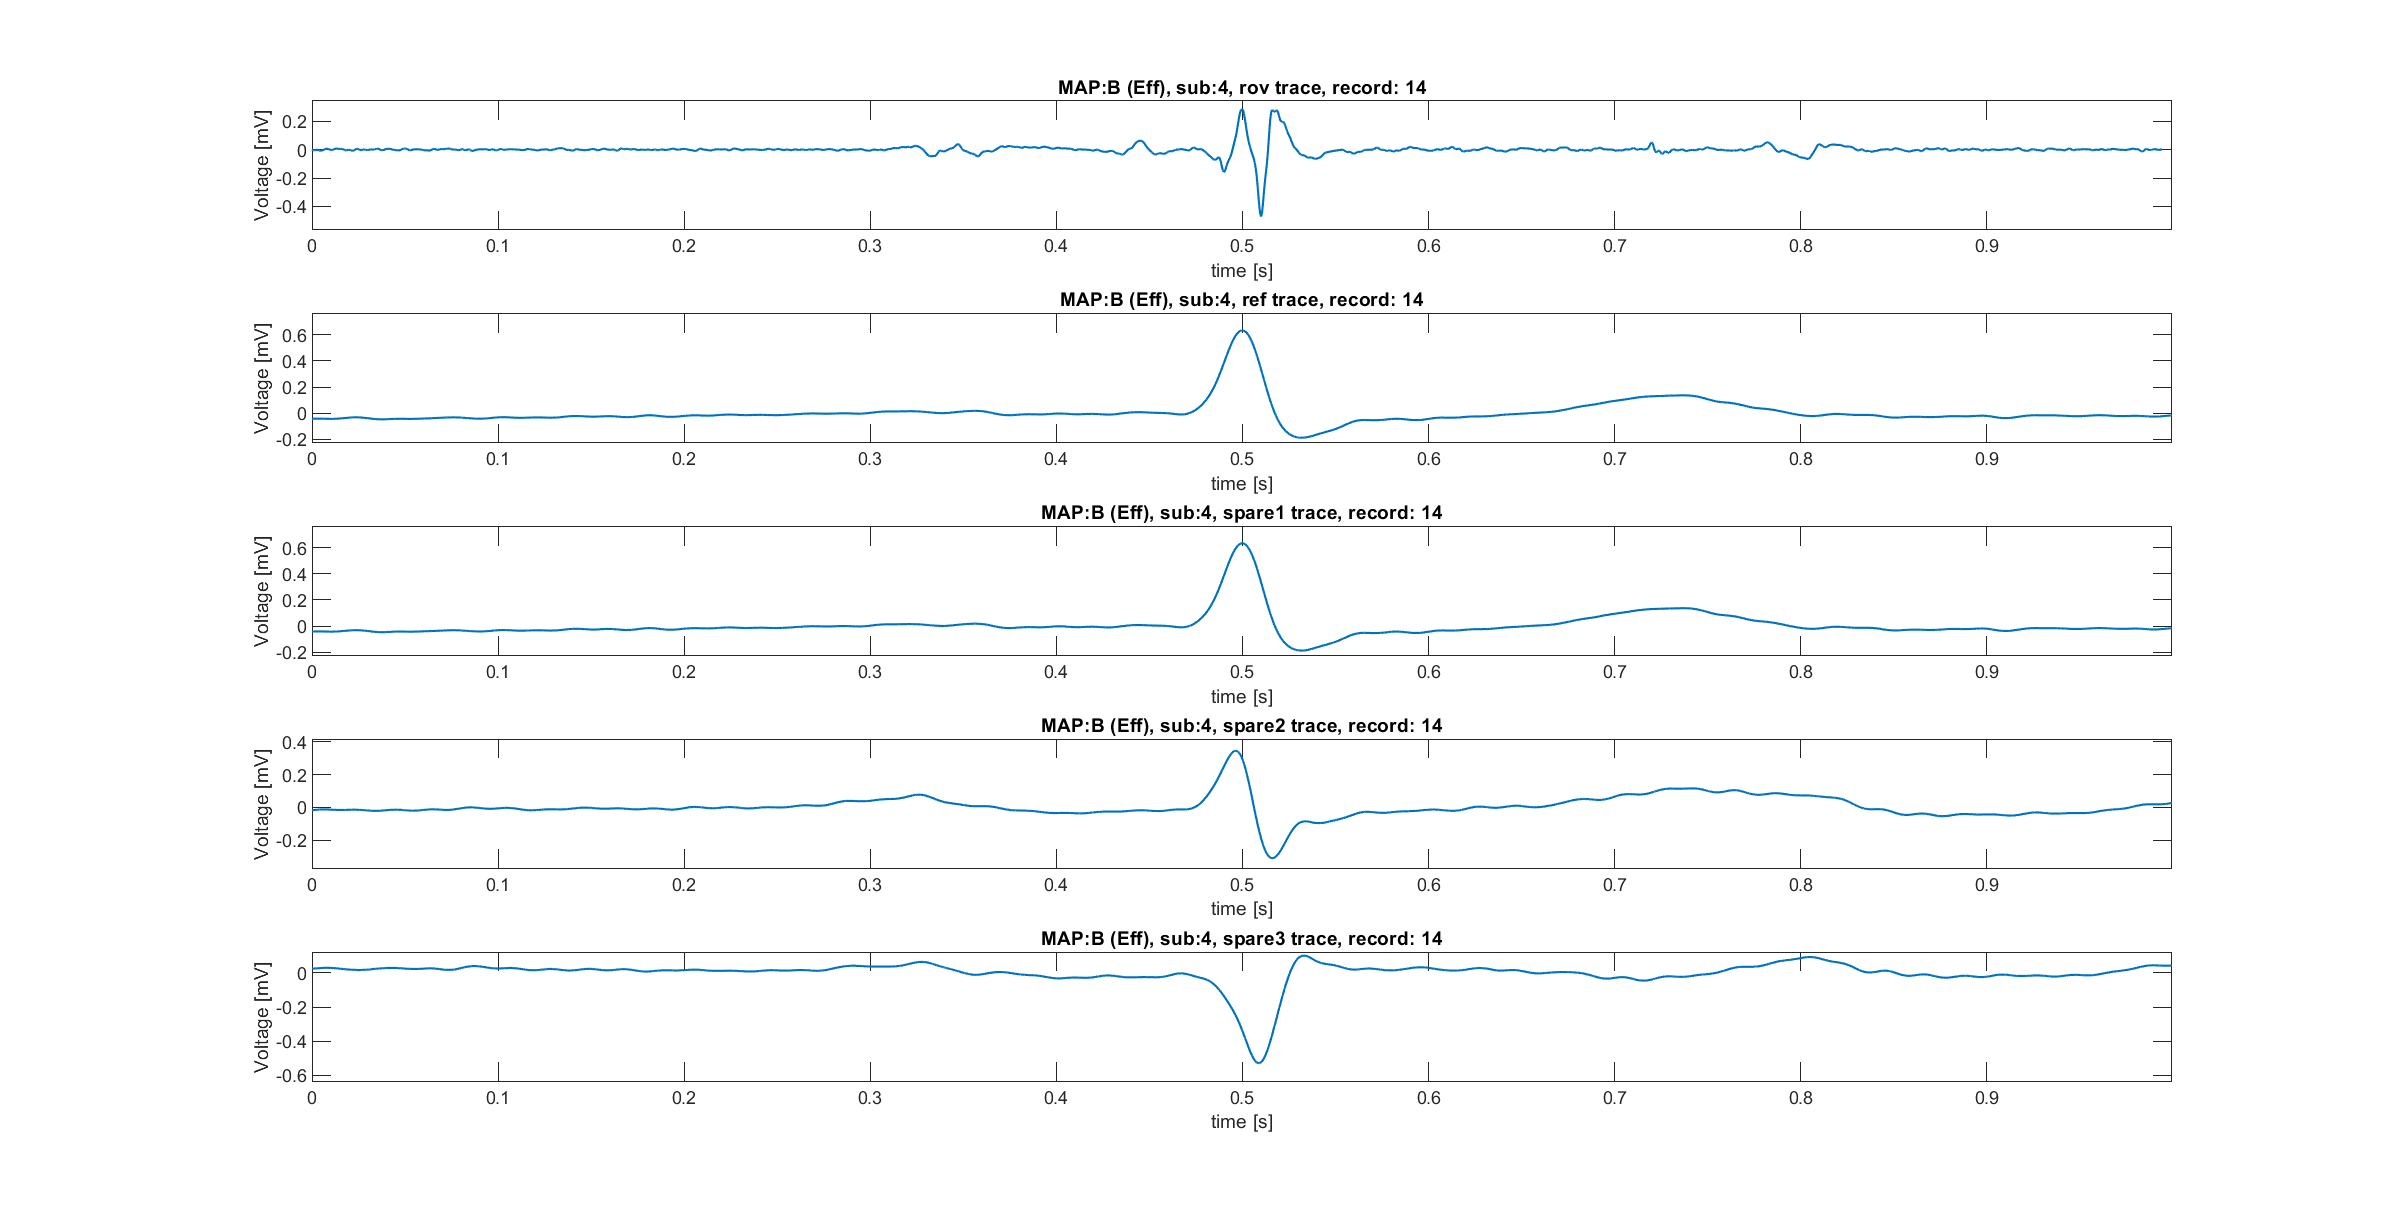 MAP:B (Eff), sub:4, rov trace, record: 14
Voltage [mV]
0.2
0
-0.2
-0.4
0 0.1 0.2 0.3 0.4 0.5 0.6 0.7 0.8 0.9
time [s]
MAP:B (Eff), sub:4, ref trace, record: 14
Voltage [mV]
0.6
0.4
0.2
0
-0.2
0 0.1 0.2 0.3 0.4 0.5 0.6 0.7 0.8 0.9
time [s]
MAP:B (Eff), sub:4, spare1 trace, record: 14
Voltage [mV]
0.6
0.4
0.2
0
-0.2
0 0.1 0.2 0.3 0.4 0.5 0.6 0.7 0.8 0.9
time [s]
MAP:B (Eff), sub:4, spare2 trace, record: 14
Voltage [mV]
0.4
0.2
0
-0.2
0 0.1 0.2 0.3 0.4 0.5 0.6 0.7 0.8 0.9
time [s]
MAP:B (Eff), sub:4, spare3 trace, record: 14
Voltage [mV]
0
-0.2
-0.4
-0.6
0 0.1 0.2 0.3 0.4 0.5 0.6 0.7 0.8 0.9
time [s]